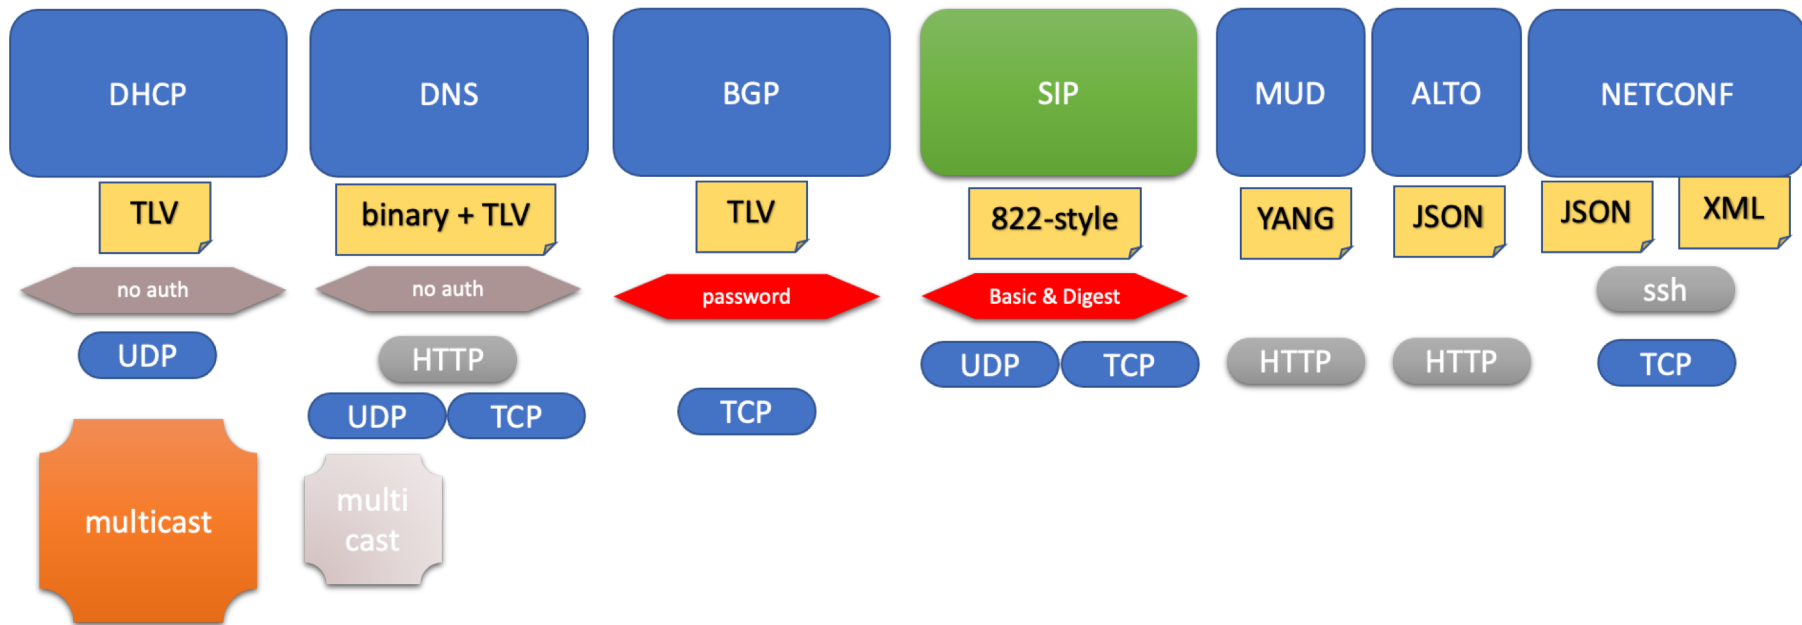 DHCP
DNS
BGP
SIP
MUD
ALTO
NETCONF
TLV
binary + TLV
TLV
822-style
YANG
JSON
JSON
XML
no auth
no auth
password
Basic & Digest
ssh
UDP
HTTP
UDP
TCP
HTTP
HTTP
TCP
UDP
TCP
TCP
multicast
multi
cast